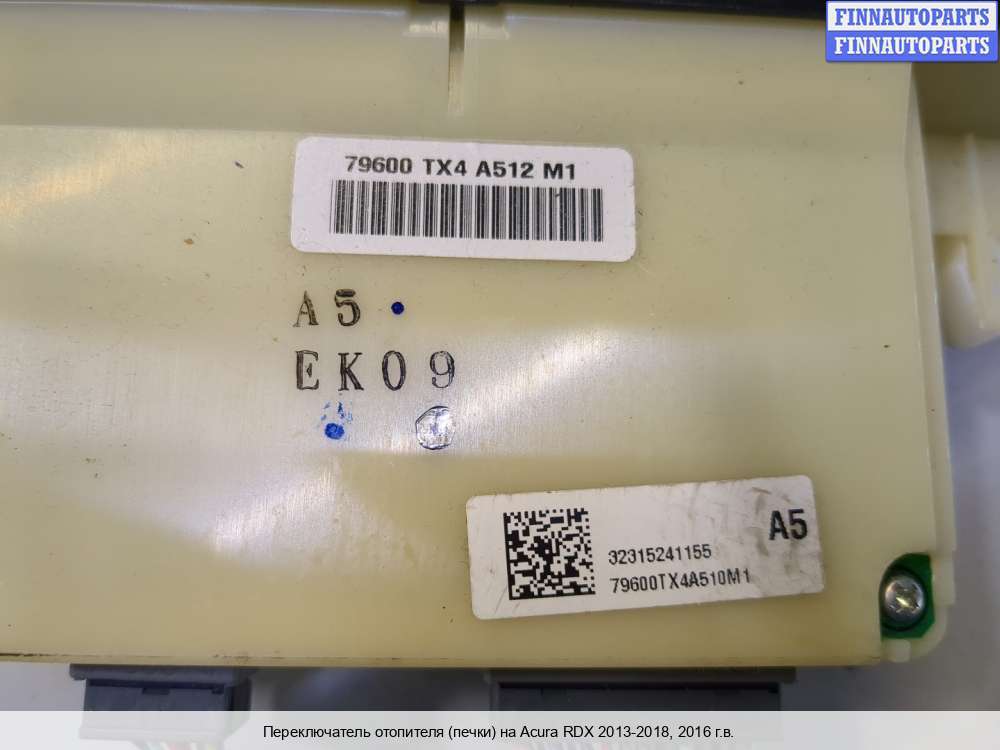 FINNAUTOPARTS
FINNAUTOPARTS
79600 TX4 A512 M1
A5
EK09
A5
32315241155
79600TX4A510M1
Переключатель отопителя (печки) на Acura RDX 2013-2018, 2016 г.в.